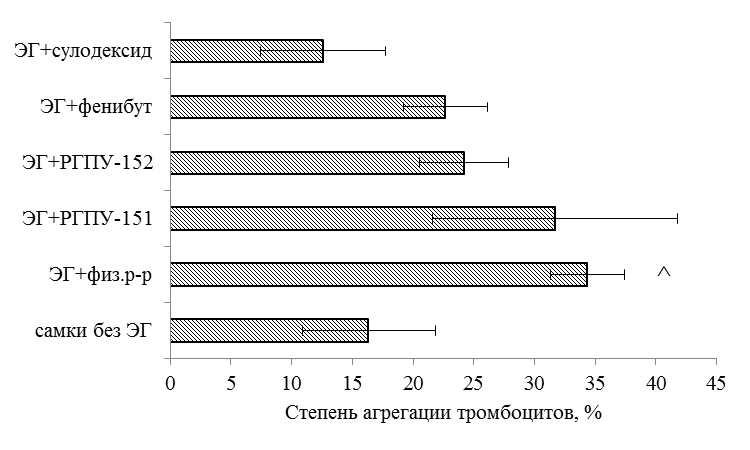 ЭГ+сулодексид
ЭГ+фенибут
ЭГ+РГПУ-152
ЭГ+РГПУ-151
ЭГ+физ.р-р
^
самки без ЭГ
0 5 10 15 20 25 30 35 40 45
Степень агрегации тромбоцитов, %